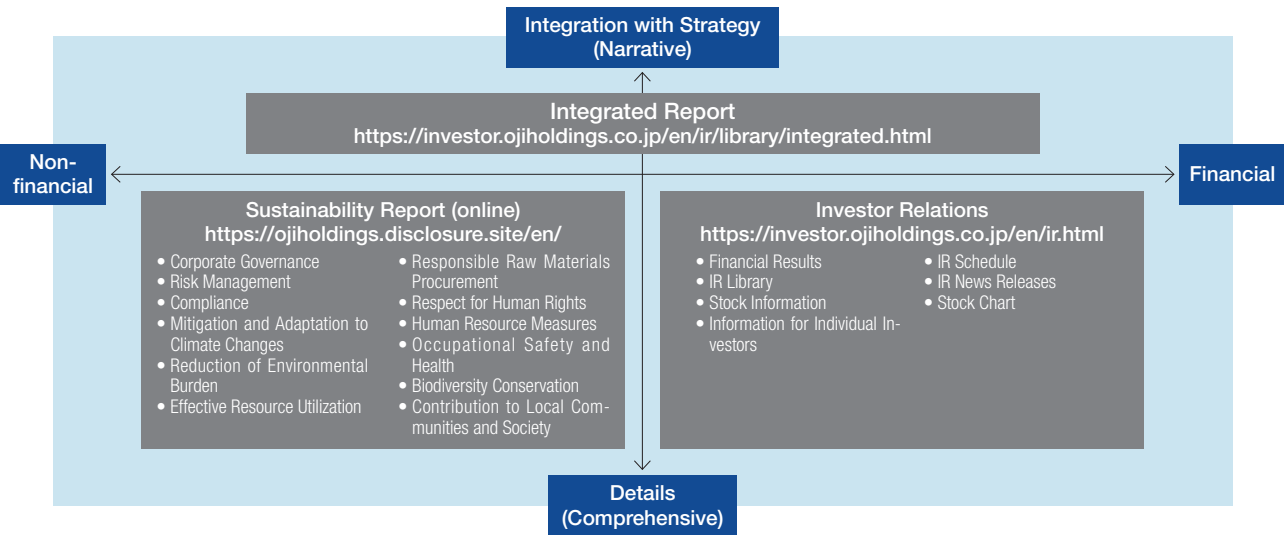 Integration with Strategy
(Narrative)
Integrated Report
https://investor.ojiholdings.co.jp/en/ir/library/integrated.html
Non-
financial
Financial
Sustainability Report (online)
https://ojiholdings.disclosure.site/en/
• Corporate Governance
• Risk Management
• Compliance
• Mitigation and Adaptation to
Climate Changes
• Reduction of Environmental
Burden
• Effective Resource Utilization
• Responsible Raw Materials
Procurement
• Respect for Human Rights
• Human Resource Measures
• Occupational Safety and
Health
• Biodiversity Conservation
• Contribution to Local Com-
munities and Society
Investor Relations
https://investor.ojiholdings.co.jp/en/ir.html
• Financial Results
• IR Library
• Stock Information
• Information for Individual In-
vestors
• IR Schedule
• IR News Releases
• Stock Chart
Details
(Comprehensive)